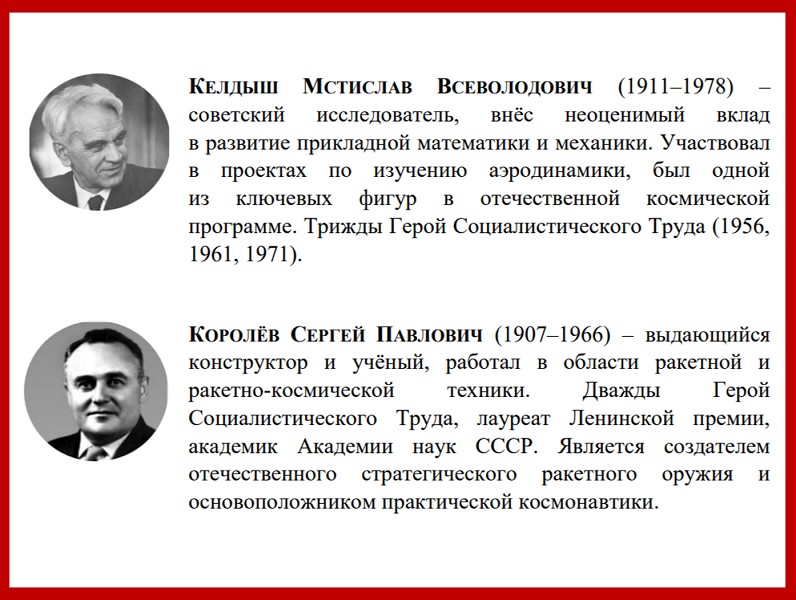 Келдыш Мстислав Всеволодович (1911–1978) –
советский исследователь, внёс неоценимый вклад
в развитие прикладной математики и механики. Участвовал
в проектах по изучению аэродинамики, был одной
из ключевых фигур в отечественной космической
программе. Трижды Герой Социалистического Труда (1956,
1961, 1971).
Королёв Сергей Павлович (1907–1966) – выдающийся
конструктор и учёный, работал в области ракетной и
ракетно-космической техники. Дважды Герой
Социалистического Труда, лауреат Ленинской премии,
академик Академии наук СССР. Является создателем
отечественного стратегического ракетного оружия и
основоположником практической космонавтики.